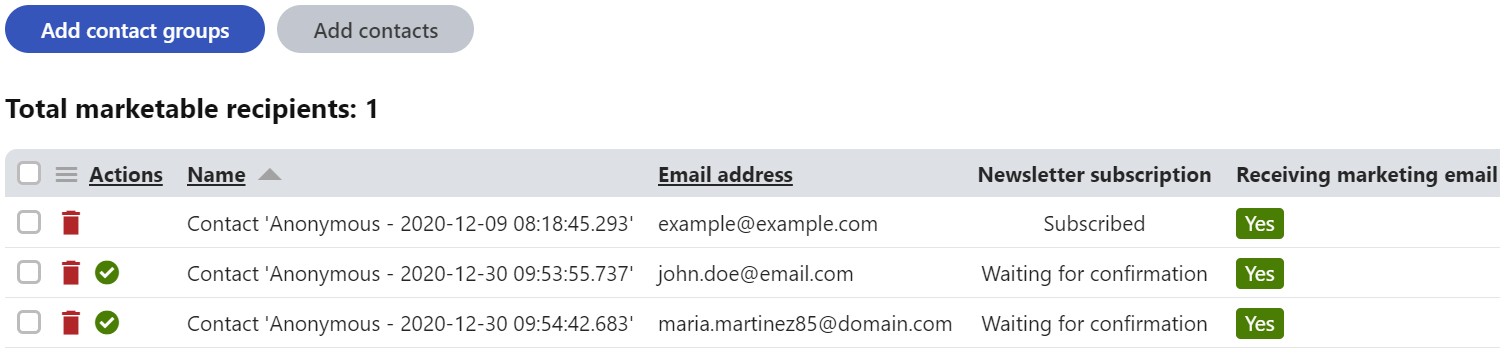 Add contact groups Add contacts
Total marketable recipients: 1
Actions Name Email address Newsletter subscription Receiving marketing email
Contact 'Anonymous - 2020-12-09 08:18:45.293' example@example.com Subscribed Yes
Contact 'Anonymous - 2020-12-30 09:53:55.737' john.doe@email.com Waiting for confirmation Yes
Contact 'Anonymous - 2020-12-30 09:54:42.683' maria.martinez85@domain.com Waiting for confirmation Yes